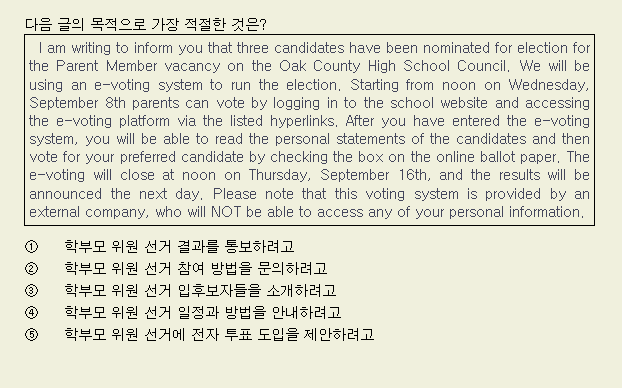 다음 글의 목적으로 가장 적절한 것은?
I am writing to inform you that three candidates have been nominated for election for
the Parent Member vacancy on the Oak County High School Council. We will be
using an e-voting system to run the election. Starting from noon on Wednesday,
September 8th parents can vote by logging in to the school website and accessing
the e-voting platform via the listed hyperlinks. After you have entered the e-voting
system, you will be able to read the personal statements of the candidates and then
vote for your preferred candidate by checking the box on the online ballot paper. The
e-voting will close at noon on Thursday, September 16th, and the results will be
announced the next day. Please note that this voting system is provided by an
external company, who will NOT be able to access any of your personal information.
① 학부모 위원 선거 결과를 통보하려고
② 학부모 위원 선거 참여 방법을 문의하려고
③ 학부모 위원 선거 입후보자들을 소개하려고
④ 학부모 위원 선거 일정과 방법을 안내하려고
⑤ 학부모 위원 선거에 전자 투표 도입을 제안하려고